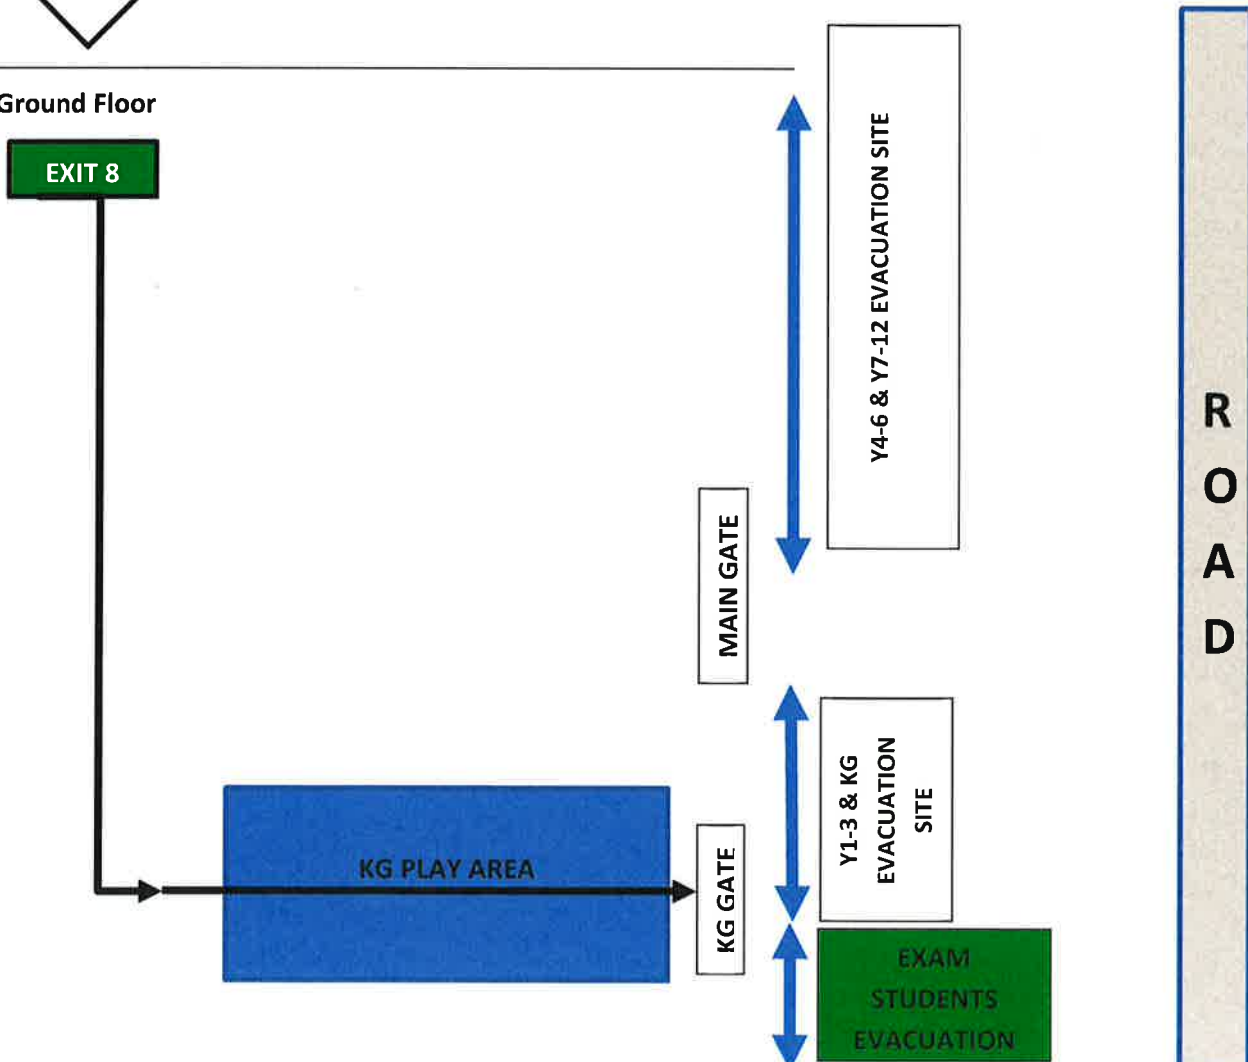 Ground Floor
EXIT 8
Y4-6 & Y7-12 EVACUATION SITE
MAIN GATE
R
O
A
D
Y1-3 & KG
EVACUATION
SITE
KG PLAY AREA
KG GATE
EXAM
STUDENTS
EVACUATION